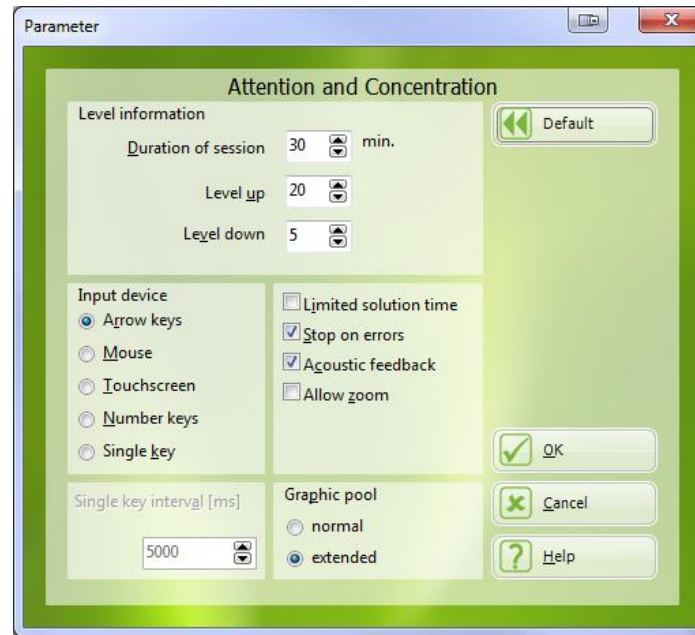 Parameter
Attention and Concentration
Level information
Duration of session 30 min.
Level up 20
Level down 5
Default
Input device
Arrow keys
Mouse
Touchscreen
Number keys
Single key
Limited solution time
Stop on errors
Acoustic feedback
Allow zoom
Single key interval [ms]
5000
Graphic pool
normal
extended
OK
Cancel
Help